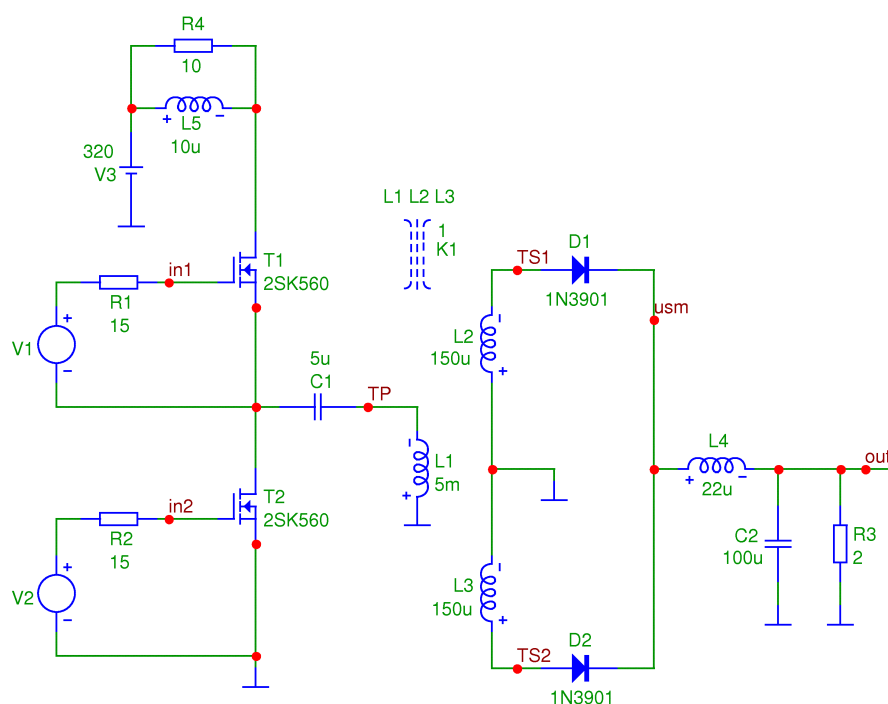 R4
10
L5
10u
320
V3
L1 L2 L3
1
K1
T1
2SK560
in1
R1
15
V1
5u
C1
TP
L1
5m
TS1
D1
1N3901
usm
L2
150u
L4
22u
out
T2
2SK560
in2
R2
15
V2
C2
100u
R3
2
L3
150u
TS2
D2
1N3901